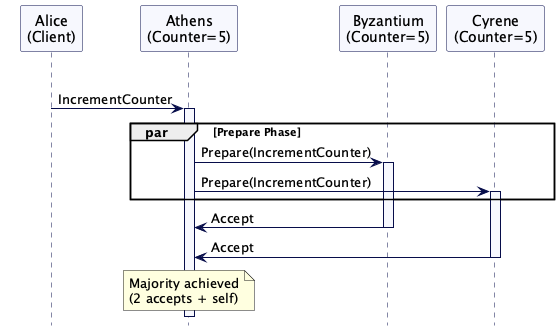 Alice
(Client)
Athens
(Counter=5)
Byzantium
(Counter=5)
Cyrene
(Counter=5)
IncrementCounter
par
[Prepare Phase]
Prepare(IncrementCounter)
Prepare(IncrementCounter)
Accept
Accept
Majority achieved
(2 accepts + self)